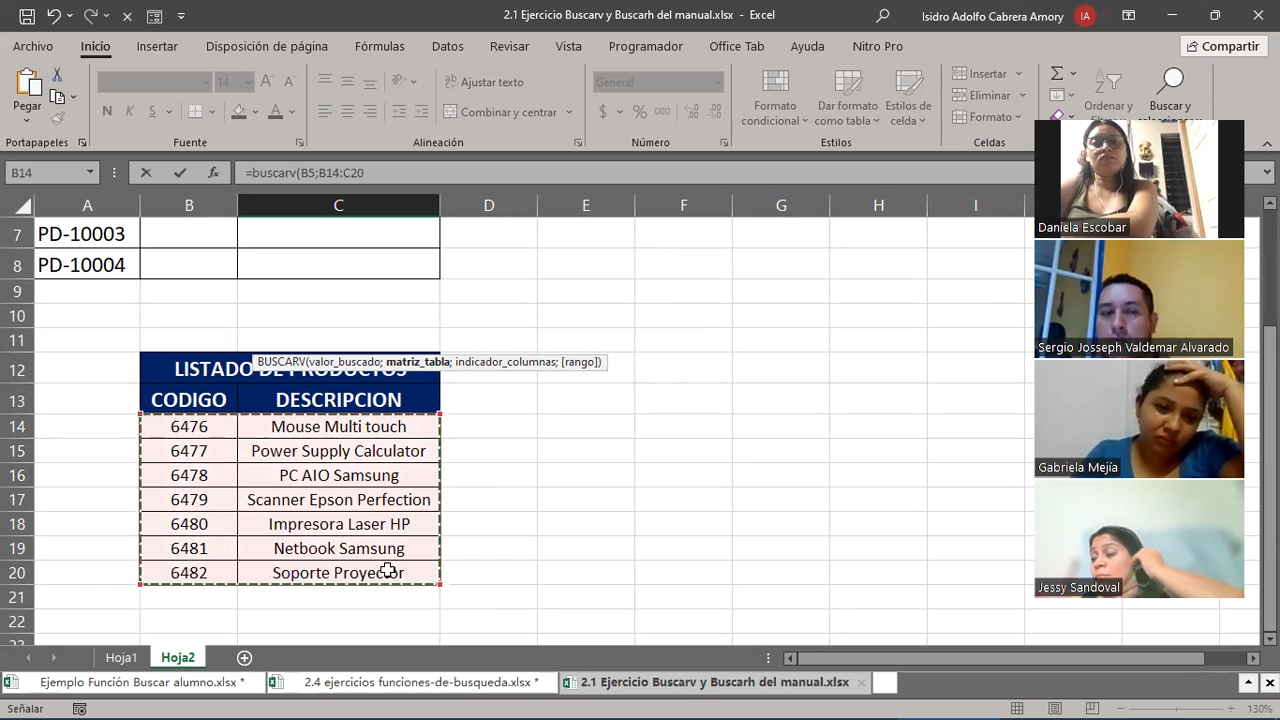 2.1 Ejercicio Buscarv y Buscarh del manual.xlsx - Excel
Isidro Adolfo Cabrera Amory
IA
Archivo Inicio Insertar Disposición de página Fórmulas Datos Revisar Vista Programador Office Tab Ayuda Nitro Pro
Compartir
Pegar
N K S
14
Ajustar texto
Combinar y centrar
General
$ % 000
Formato condicional
Dar formato como tabla
Estilos de celda
Insertar
Eliminar
Formato
Ordenar y
Buscar y
Portapapeles Fuente Alineación Número Estilos Celdas
B14 fx =buscarv(B5;B14:C20
A B C D E F G H I
7 PD-10003
8 PD-10004
9
10
11
12 LISTADO DE PRODUCTOS
BUSCARV(valor_buscado; matriz_tabla; indicador_columnas; [rango])
13 CODIGO DESCRIPCION
14 6476 Mouse Multi touch
15 6477 Power Supply Calculator
16 6478 PC AIO Samsung
17 6479 Scanner Epson Perfection
18 6480 Impresora Laser HP
19 6481 Netbook Samsung
20 6482 Soporte Proyector
21
22
23
Daniela Escobar
Sergio Josseph Valdemar Alvarado
Gabriela Mejía
Jessy Sandoval
Hoja1 Hoja2
Ejemplo Función Buscar alumno.xlsx * 2.4 ejercicios funciones-de-busqueda.xlsx * 2.1 Ejercicio Buscarv y Buscarh del manual.xlsx
Señalar
130%